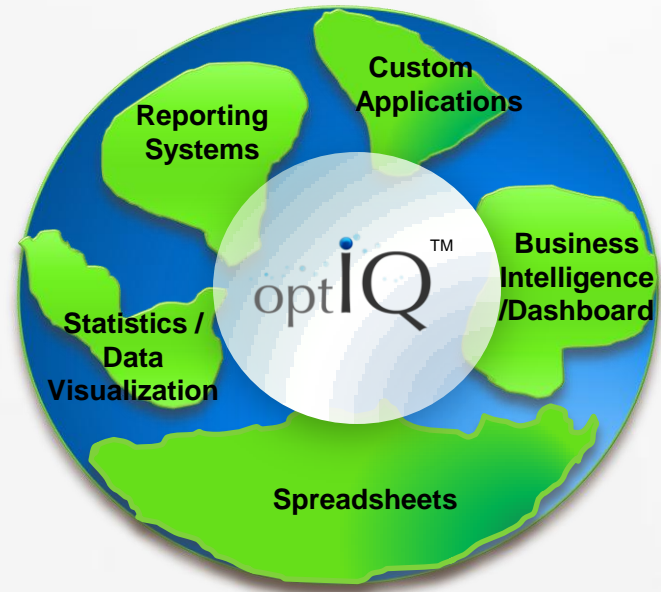 Custom
Applications
Reporting
Systems
optIQ™
Business
Intelligence
/Dashboard
Statistics /
Data
Visualization
Spreadsheets